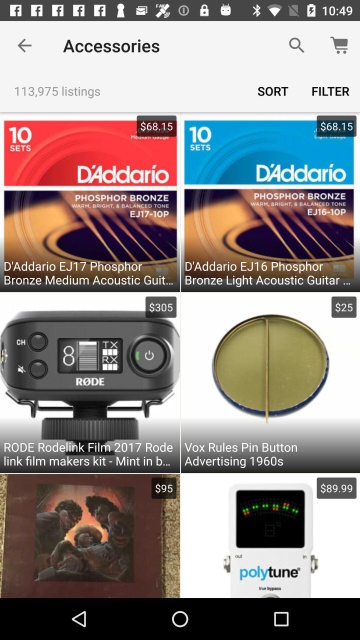 10:49
Accessories
113,975 listings
SORT
FILTER
$68.15
10
SETS
D'Addario
PHOSPHOR BRONZE
WARM, BRIGHT, & BALANCED TONE
EJ17-10P
D'Addario EJ17 Phosphor
Bronze Medium Acoustic Guit...
$68.15
10
SETS
D'Addario
PHOSPHOR BRONZE
WARM, BRIGHT, & BALANCED TONE
EJ16-10P
D'Addario EJ16 Phosphor
Bronze Light Acoustic Guitar ...
$305
CH
8
TX
RX
RØDE
RODE Rodelink Film 2017 Rode
link film makers kit - Mint in b...
$25
Vox Rules Pin Button
Advertising 1960s
$95
$89.99
out
in
polytune
true bypass